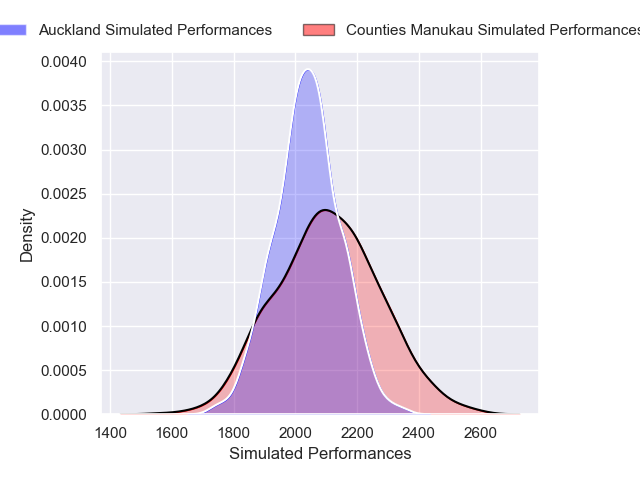 Auckland Simulated Performances
Counties Manukau Simulated Performances
0.0040
0.0035
0.0030
0.0025
0.0020
0.0015
0.0010
0.0005
0.0000
Density
1400 1600 1800 2000 2200 2400 2600
Simulated Performances